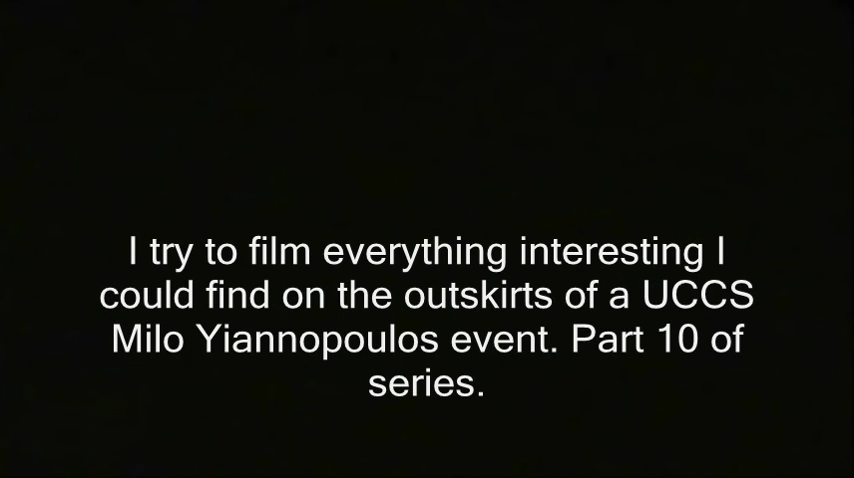 I try to film everything interesting I
could find on the outskirts of a UCCS
Milo Yiannopoulos event. Part 10 of
series.